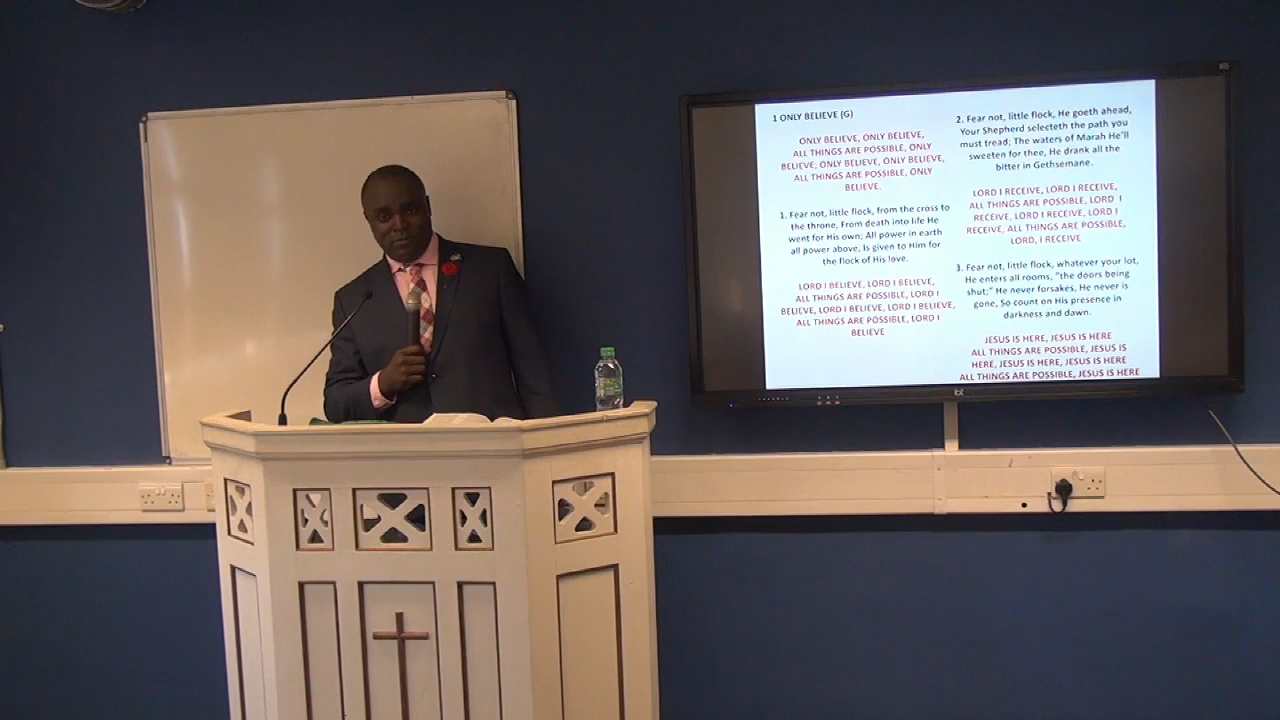 1 ONLY BELIEVE (G)
ONLY BELIEVE, ONLY BELIEVE,
ALL THINGS ARE POSSIBLE, ONLY
BELIEVE; ONLY BELIEVE, ONLY BELIEVE,
ALL THINGS ARE POSSIBLE, ONLY
BELIEVE.
1. Fear not, little flock, from the cross to
the throne, From death into life He
went for His own; All power in earth
all power above, Is given to Him for
the flock of His love.
LORD I BELIEVE, LORD I BELIEVE,
ALL THINGS ARE POSSIBLE, LORD I
BELIEVE, LORD I BELIEVE, LORD I BELIEVE,
ALL THINGS ARE POSSIBLE, LORD I
BELIEVE
2. Fear not, little flock, He goeth ahead,
Your Shepherd selecteth the path you
must tread; The waters of Marah He'll
sweeten for thee, He drank all the
bitter in Gethsemane.
LORD I RECEIVE, LORD I RECEIVE,
ALL THINGS ARE POSSIBLE, LORD I
RECEIVE, LORD I RECEIVE, LORD I
RECEIVE, ALL THINGS ARE POSSIBLE,
LORD, I RECEIVE
3. Fear not, little flock, whatever your lot,
He enters all rooms, "the doors being
shut;" He never forsakes, He never is
gone, So count on His presence in
darkness and dawn.
JESUS IS HERE, JESUS IS HERE
ALL THINGS ARE POSSIBLE, JESUS IS
HERE, JESUS IS HERE, JESUS IS HERE
ALL THINGS ARE POSSIBLE, JESUS IS HERE